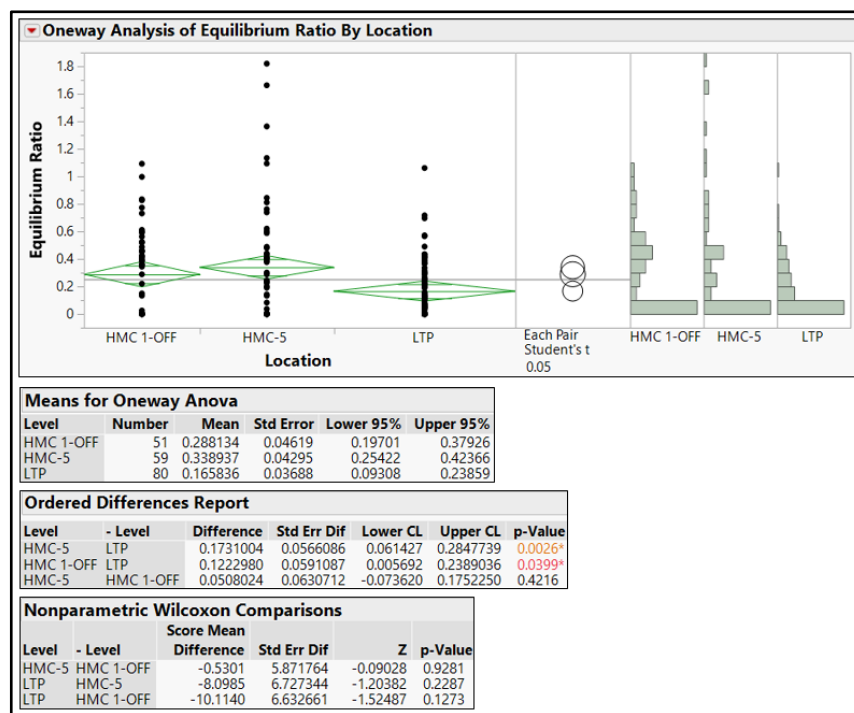 Oneway Analysis of Equilibrium Ratio By Location
1.8
1.6
1.4
1.2
1
0.8
0.6
0.4
0.2
0
Equilibrium Ratio
HMC 1-OFF HMC-5 LTP Each Pair HMC 1-OFF HMC-5 LTP
Student's t
0.05
Location
Means for Oneway Anova
Level Number Mean Std Error Lower 95% Upper 95%
HMC 1-OFF 51 0.288134 0.04619 0.19701 0.37926
HMC-5 59 0.338937 0.04295 0.25422 0.42366
LTP 80 0.165836 0.03688 0.09308 0.23859
Ordered Differences Report
Level - Level Difference Std Err Dif Lower CL Upper CL p-Value
HMC-5 LTP 0.1731004 0.0566086 0.061427 0.2847739 0.0026*
HMC 1-OFF LTP 0.1222980 0.0591087 0.005692 0.2389036 0.0399*
HMC-5 HMC 1-OFF 0.0508024 0.0630712 -0.073620 0.1752250 0.4216
Nonparametric Wilcoxon Comparisons
Score Mean
Level - Level Difference Std Err Dif Z p-Value
HMC-5 HMC 1-OFF -0.5301 5.871764 -0.09028 0.9281
LTP HMC-5 -8.0985 6.727344 -1.20382 0.2287
LTP HMC 1-OFF -10.1140 6.632661 -1.52487 0.1273